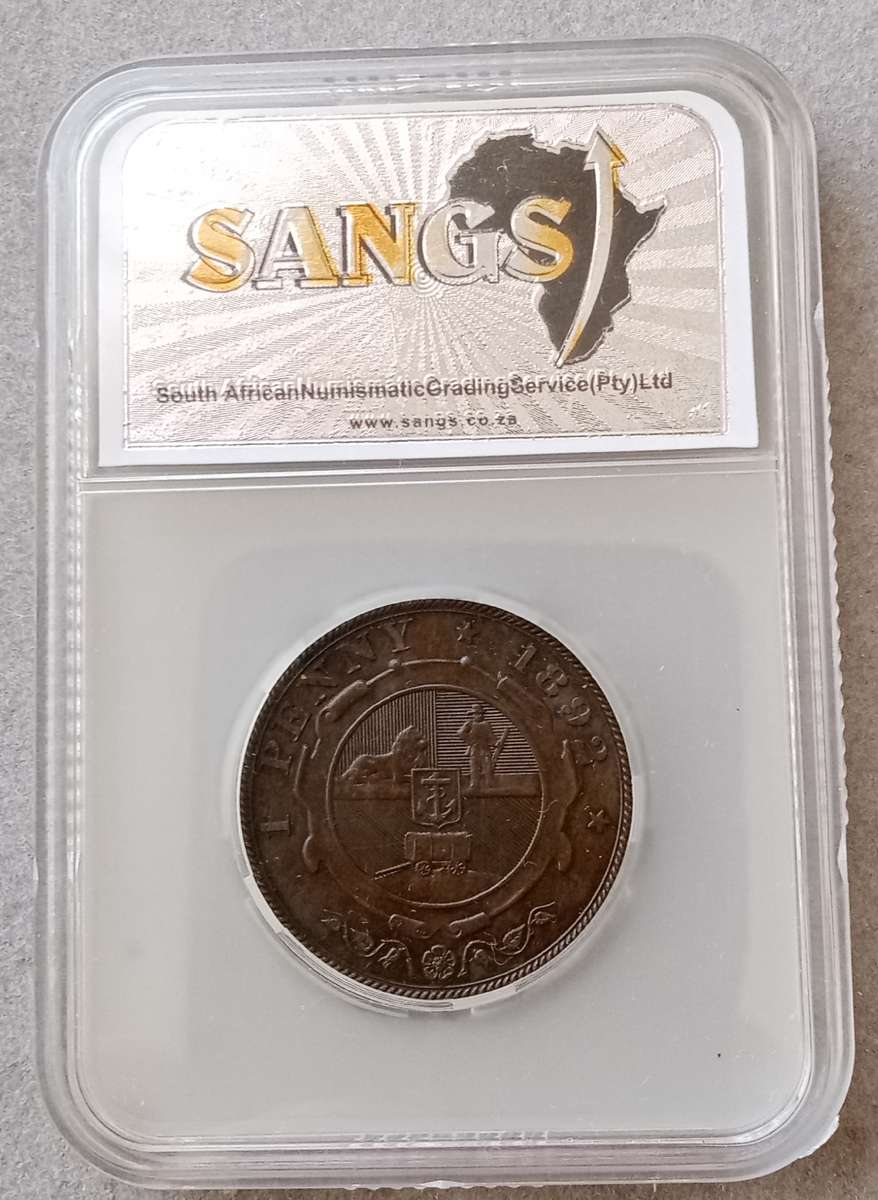 SANGS
South AfricanNumismaticGradingService(Pty)Ltd
www.sangs.co.za
1 PENNY ★ 1892 ★